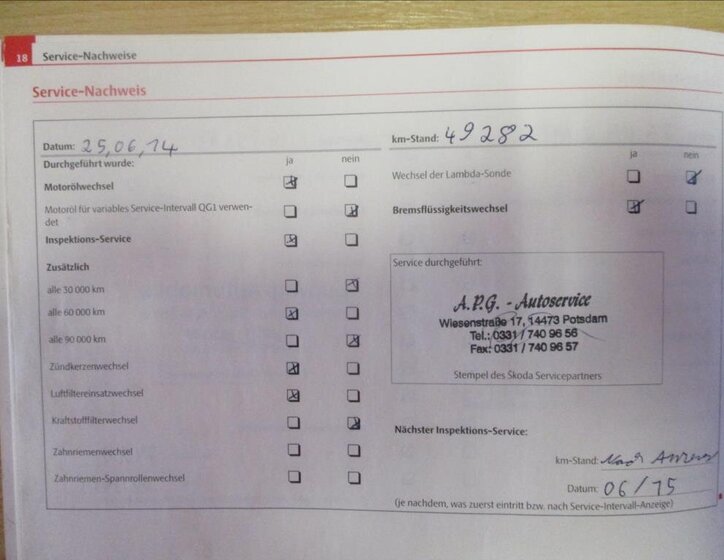 18 Service-Nachweise
Service-Nachweis
Datum: 25,06,14
km-Stand: 49282
Durchgeführt wurde: ja nein
ja nein
Motorölwechsel
Wechsel der Lambda-Sonde
Motoröl für variables Service-Intervall QG1 verwen-
det
Bremsflüssigkeitswechsel
Inspektions-Service
Zusätzlich
Service durchgeführt:
alle 30 000 km
alle 60 000 km
alle 90 000 km
A.P.G. - Autoservice
Wiesenstraße 17, 14473 Potsdam
Tel.: 0331 / 740 96 56
Fax: 0331 / 740 96 57
Stempel des Škoda Servicepartners
Zündkerzenwechsel
Luftfiltereinsatzwechsel
Kraftstofffilterwechsel
Zahnriemenwechsel
Zahnriemen-Spannrollenwechsel
Nächster Inspektions-Service:
km-Stand: Nach
Datum: 06/15
(je nachdem, was zuerst eintritt bzw. nach Service-Intervall-Anzeige)